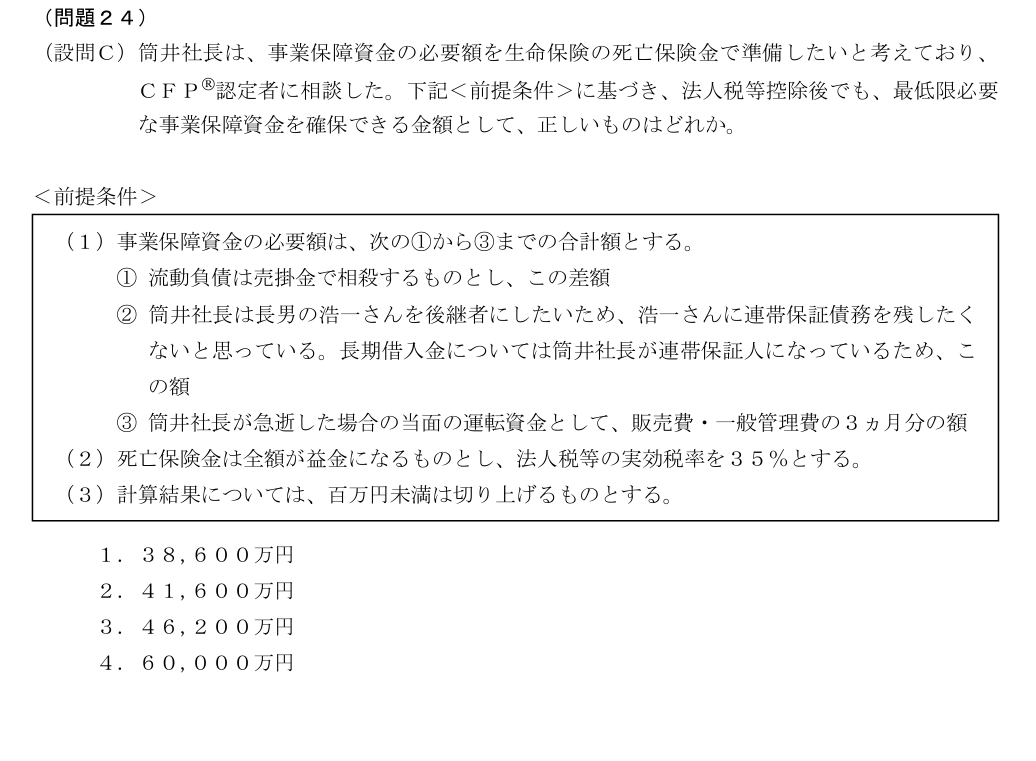 （問題２４）
（設問Ｃ）筒井社長は、事業保障資金の必要額を生命保険の死亡保険金で準備したいと考えており、
ＣＦＰ®認定者に相談した。下記＜前提条件＞に基づき、法人税等控除後でも、最低限必要
な事業保障資金を確保できる金額として、正しいものはどれか。
＜前提条件＞
（１）事業保障資金の必要額は、次の①から③までの合計額とする。
① 流動負債は売掛金で相殺するものとし、この差額
② 筒井社長は長男の浩一さんを後継者にしたいため、浩一さんに連帯保証債務を残したく
ないと思っている。長期借入金については筒井社長が連帯保証人になっているため、こ
の額
③ 筒井社長が急逝した場合の当面の運転資金として、販売費・一般管理費の３ヵ月分の額
（２）死亡保険金は全額が益金になるものとし、法人税等の実効税率を３５％とする。
（３）計算結果については、百万円未満は切り上げるものとする。
１．３８,６００万円
２．４１,６００万円
３．４６,２００万円
４．６０,０００万円